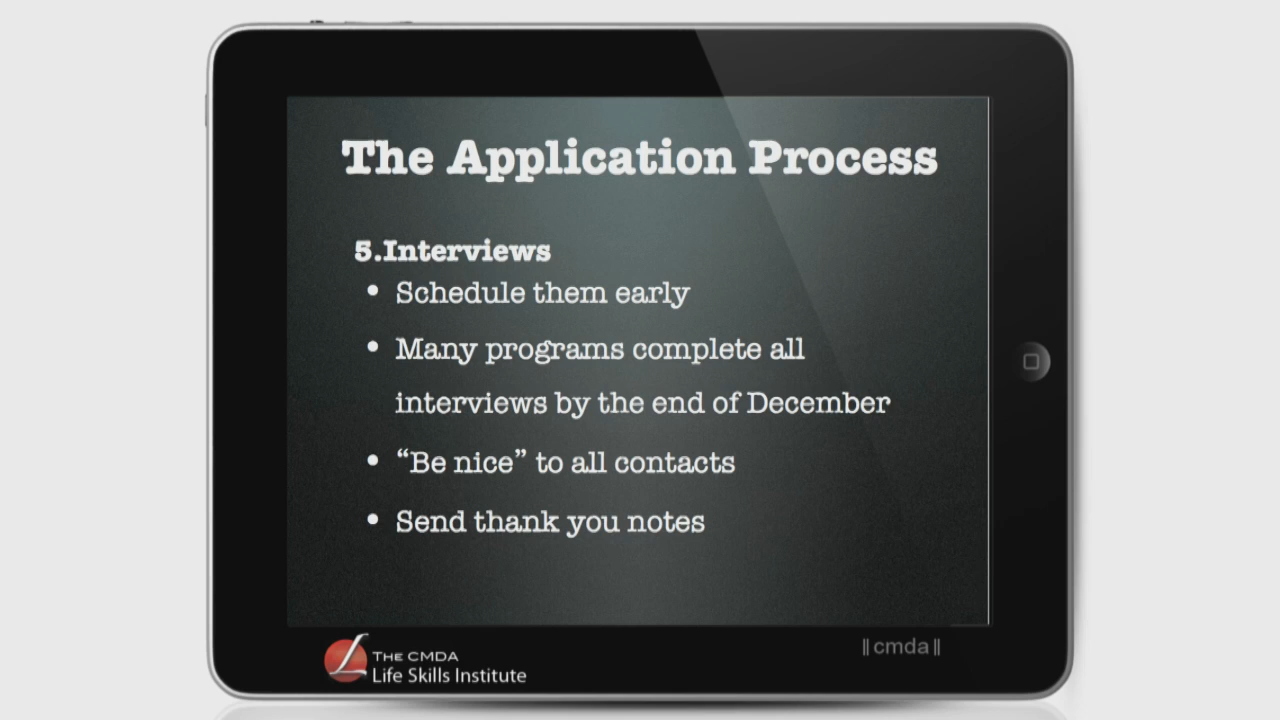 The Application Process
5.Interviews
• Schedule them early
• Many programs complete all
interviews by the end of December
• “Be nice” to all contacts
• Send thank you notes
THE CMDA
Life Skills Institute
||cmda||